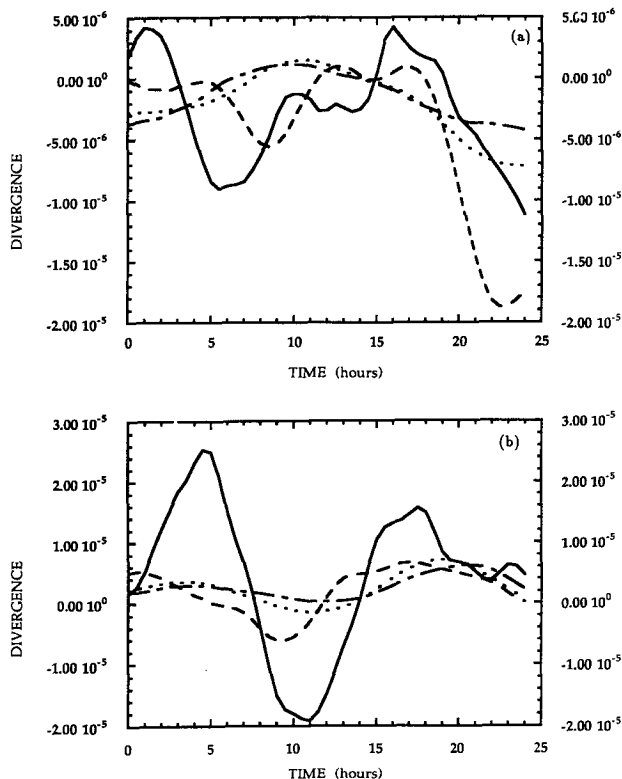 5.00 10⁻⁶ 5.00 10⁻⁶
(a)
0.00 10⁰ 0.00 10⁰
-5.00 10⁻⁶ -5.00 10⁻⁶
DIVERGENCE
-1.00 10⁻⁵ -1.00 10⁻⁵
-1.50 10⁻⁵ -1.50 10⁻⁵
-2.00 10⁻⁵ -2.00 10⁻⁵
0 5 10 15 20 25
TIME (hours)
3.00 10⁻⁵ 3.00 10⁻⁵
(b)
2.00 10⁻⁵ 2.00 10⁻⁵
1.00 10⁻⁵ 1.00 10⁻⁵
DIVERGENCE
0.00 10⁰ 0.00 10⁰
-1.00 10⁻⁵ -1.00 10⁻⁵
-2.00 10⁻⁵ -2.00 10⁻⁵
0 5 10 15 20 25
TIME (hours)